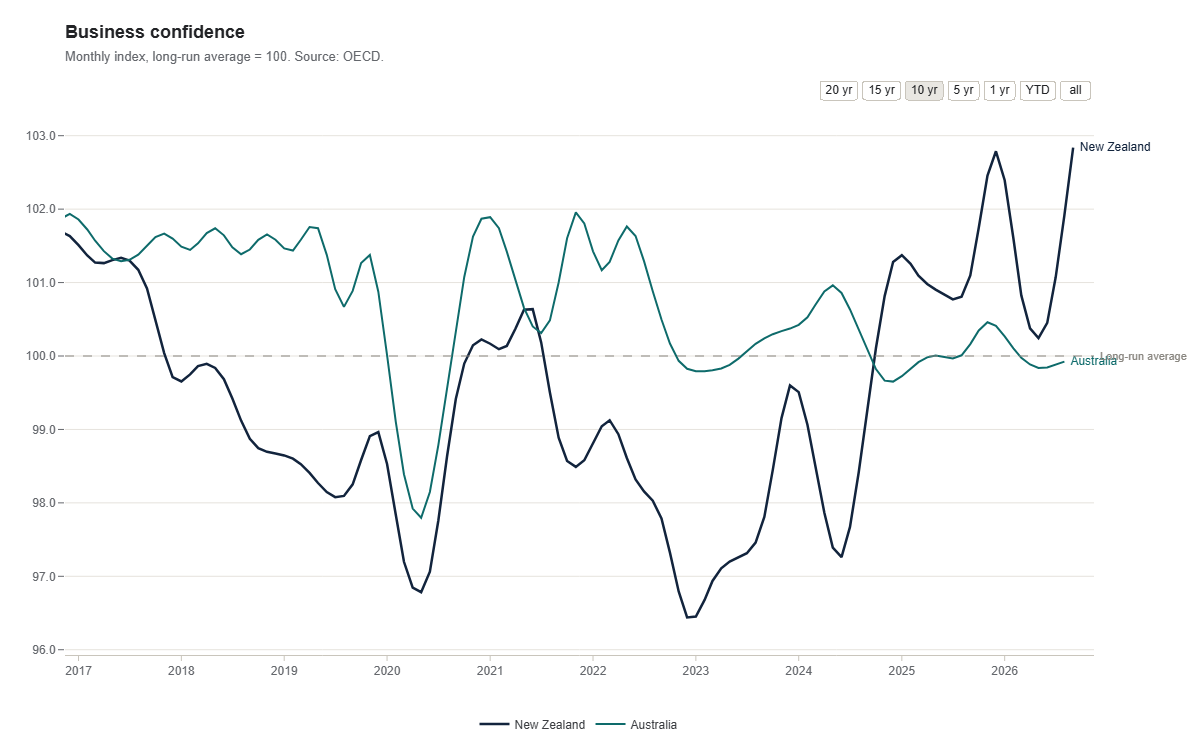 Business confidence
Monthly index, long-run average = 100. Source: OECD.
20 yr 15 yr 10 yr 5 yr 1 yr YTD all
103.0
102.0
101.0
100.0
99.0
98.0
97.0
96.0
New Zealand
Long-run average
Australia
2017 2018 2019 2020 2021 2022 2023 2024 2025 2026
New Zealand Australia